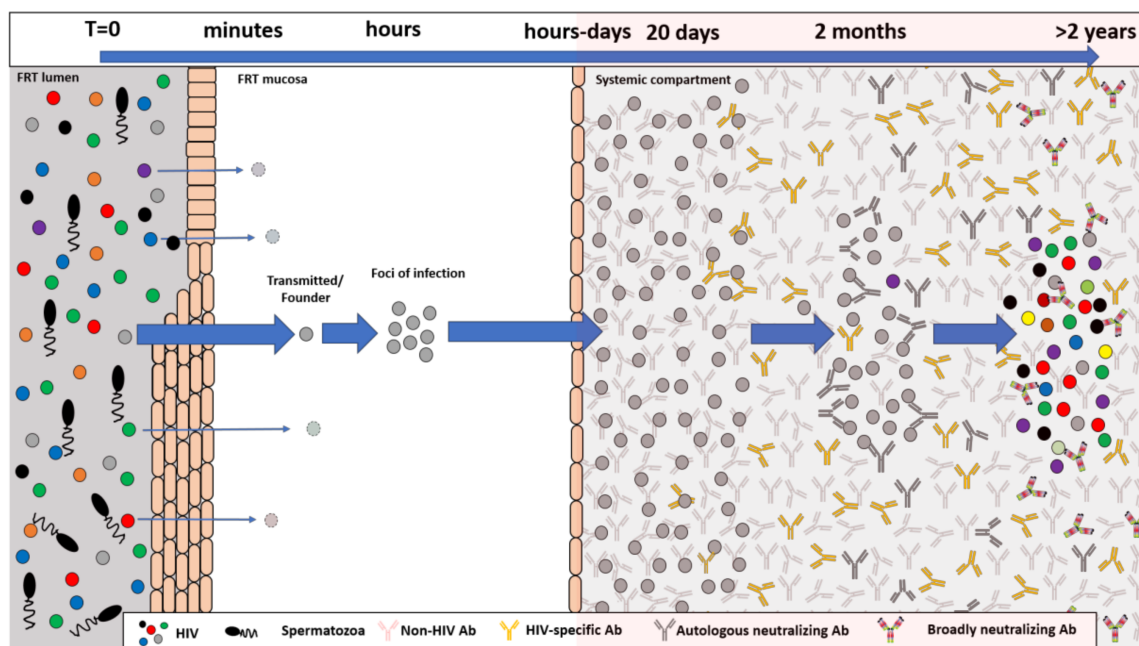 T=0 minutes hours hours-days 20 days 2 months >2 years
FRT lumen FRT mucosa Systemic compartment
Transmitted/
Founder
Foci of infection
HIV Spermatozoa Non-HIV Ab HIV-specific Ab Autologous neutralizing Ab Broadly neutralizing Ab